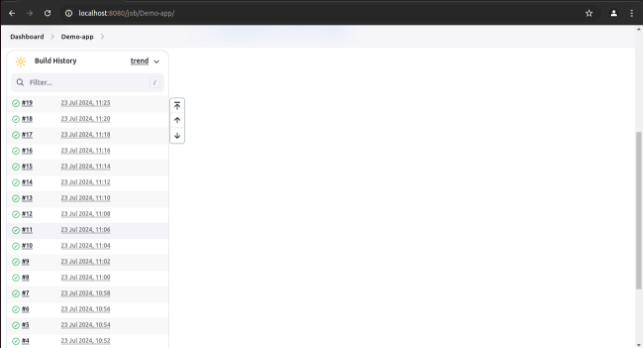 localhost:8080/job/Demo-app/
Dashboard > Demo-app >
Build History trend
Filter... /
#19 23 Jul 2024, 11:25
#18 23 Jul 2024, 11:20
#17 23 Jul 2024, 11:18
#16 23 Jul 2024, 11:16
#15 23 Jul 2024, 11:14
#14 23 Jul 2024, 11:12
#13 23 Jul 2024, 11:10
#12 23 Jul 2024, 11:08
#11 23 Jul 2024, 11:06
#10 23 Jul 2024, 11:04
#9 23 Jul 2024, 11:02
#8 23 Jul 2024, 11:00
#7 23 Jul 2024, 10:58
#6 23 Jul 2024, 10:56
#5 23 Jul 2024, 10:54
#4 23 Jul 2024, 10:52